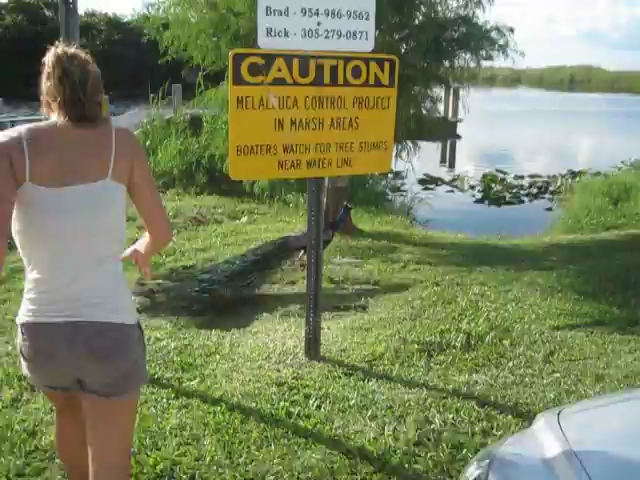 Brad - 954-986-9562
Rick - 305-279-0871
CAUTION
MELALEUCA CONTROL PROJECT
IN MARSH AREAS
BOATERS WATCH FOR TREE STUMPS
NEAR WATER LINE